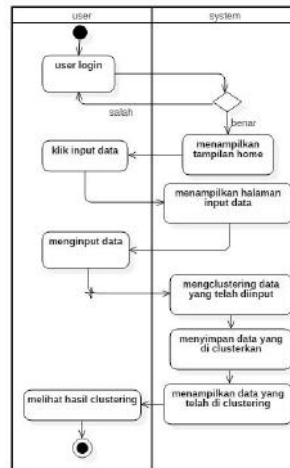 user
system
user login
salah
benar
menampilkan
tampilan home
klik input data
menampilkan halaman
input data
menginput data
mengclustering data
yang telah diinput
menyimpan data yang
di clusterkan
menampilkan data yang
telah di clustering
melihat hasil clustering